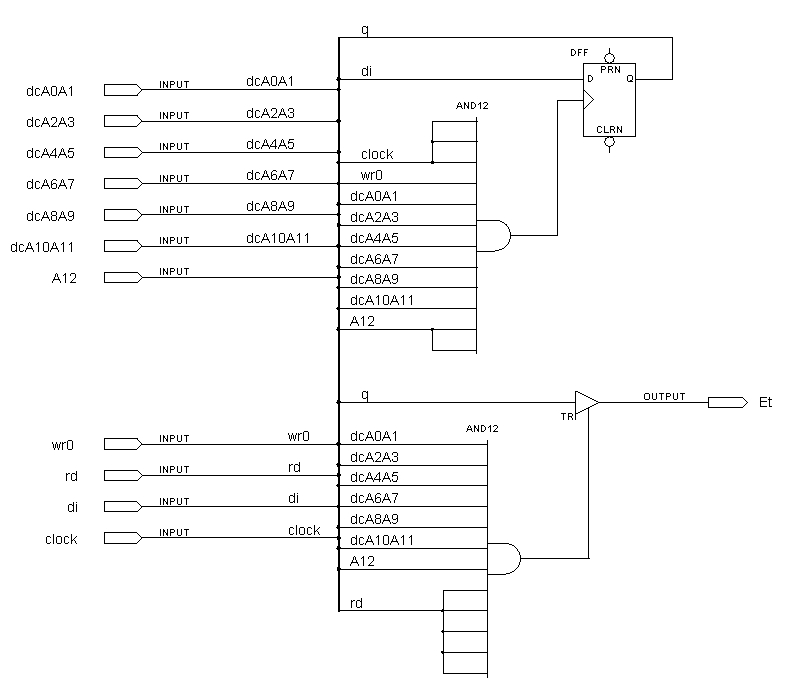 q
DFF
PRN
di
D
Q
dcA0A1
INPUT
dcA0A1
AND12
dcA2A3
INPUT
dcA2A3
CLRN
dcA4A5
INPUT
dcA4A5
clock
dcA6A7
INPUT
dcA6A7
wr0
dcA0A1
dcA8A9
INPUT
dcA8A9
dcA2A3
dcA10A11
INPUT
dcA10A11
dcA4A5
dcA6A7
A12
INPUT
dcA8A9
dcA10A11
A12
q
OUTPUT
Et
TRI
AND12
wr0
INPUT
wr0
dcA0A1
dcA2A3
rd
INPUT
rd
dcA4A5
di
INPUT
di
dcA6A7
dcA8A9
clock
INPUT
clock
dcA10A11
A12
rd